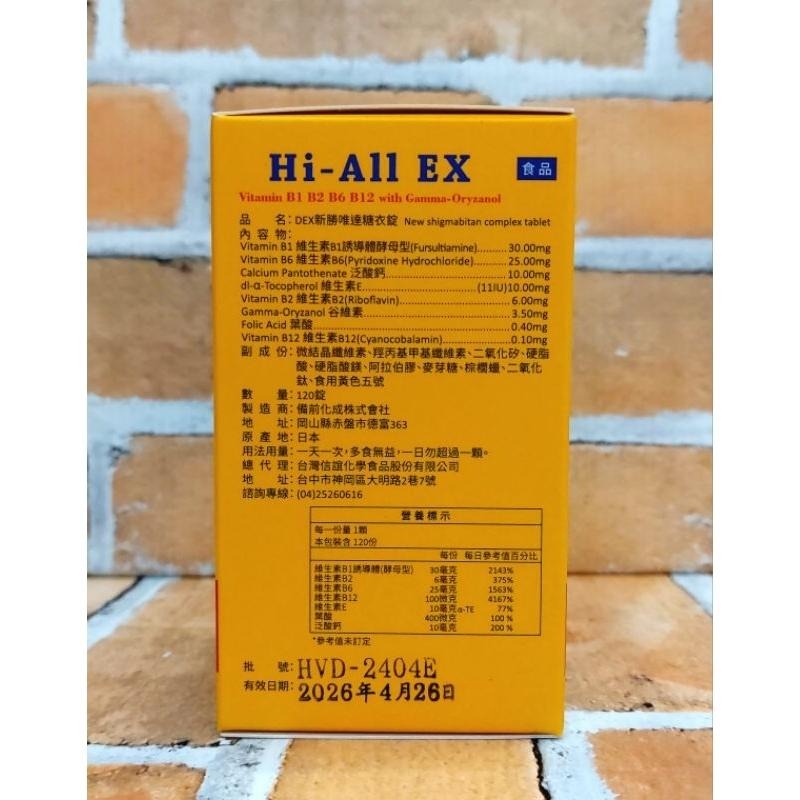 Hi-All EX 食品
Vitamin B1 B2 B6 B12 with Gamma-Oryzanol
品 名：DEX新勝唯達糖衣錠 New shigmabitan complex tablet
內 容 物：
Vitamin B1 維生素B1誘導體酵母型(Fursultiamine)..........30.00mg
Vitamin B6 維生素B6(Pyridoxine Hydrochloride)..........25.00mg
Calcium Pantothenate 泛酸鈣..........10.00mg
dl-α-Tocopherol 維生素E..........(11IU)10.00mg
Vitamin B2 維生素B2(Riboflavin)..........6.00mg
Gamma-Oryzanol 谷維素..........3.50mg
Folic Acid 葉酸..........0.40mg
Vitamin B12 維生素B12(Cyanocobalamin)..........0.10mg
副 成 份：微結晶纖維素、羥丙基甲基纖維素、二氧化矽、硬脂
酸、硬脂酸鎂、阿拉伯膠、麥芽糖、棕櫚蠟、二氧化
鈦、食用黃色五號
數 量：120錠
製 造 商：備前化成株式會社
地 址：岡山縣赤盤市德富363
原 產 地：日本
用法用量：一天一次，多食無益，一日勿超過一顆。
總 代 理：台灣信誼化學食品股份有限公司
地 址：台中市神岡區大明路2巷7號
諮詢專線：(04)25260616
營養標示
每一份量 1顆
本包裝含 120份
每份 每日參考值百分比
維生素B1誘導體(酵母型) 30毫克 2143%
維生素B2 6毫克 375%
維生素B6 25毫克 1563%
維生素B12 100微克 4167%
維生素E 10毫克α-TE 77%
葉酸 400微克 100 %
泛酸鈣 10毫克 200 %
*參考值未訂定
批 號：HVD-2404E
有效日期：2026年4月26日